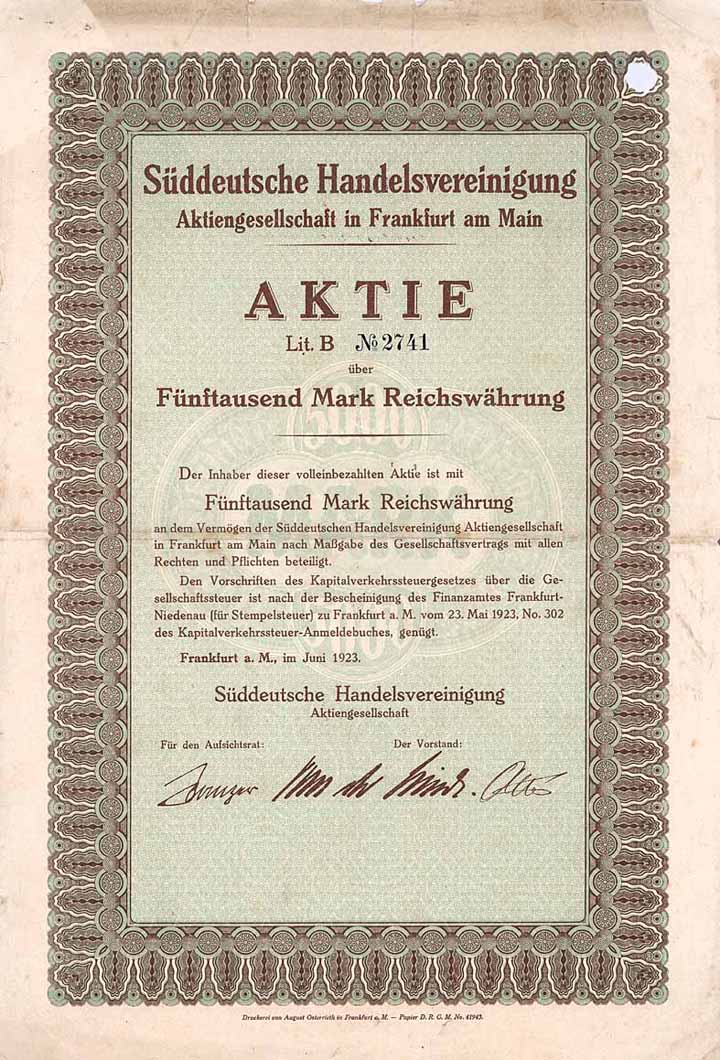 Süddeutsche Handelsvereinigung
Aktiengesellschaft in Frankfurt am Main
AKTIE
Lit. B № 2741
über
Fünftausend Mark Reichswährung
5000
Der Inhaber dieser volleinbezahlten Aktie ist mit
Fünftausend Mark Reichswährung
an dem Vermögen der Süddeutschen Handelsvereinigung Aktiengesellschaft
in Frankfurt am Main nach Maßgabe des Gesellschaftsvertrags mit allen
Rechten und Pflichten beteiligt.
Den Vorschriften des Kapitalverkehrssteuergesetzes über die Ge-
sellschaftssteuer ist nach der Bescheinigung des Finanzamtes Frankfurt-
Niedenau (für Stempelsteuer) zu Frankfurt a. M. vom 23. Mai 1923, No. 302
des Kapitalverkehrssteuer-Anmeldebuches, genügt.
Frankfurt a. M., im Juni 1923.
Süddeutsche Handelsvereinigung
Aktiengesellschaft
Für den Aufsichtsrat: Der Vorstand:
Druckerei von August Osterrieth in Frankfurt a. M. — Papier D. R. G. M. No. 41943.